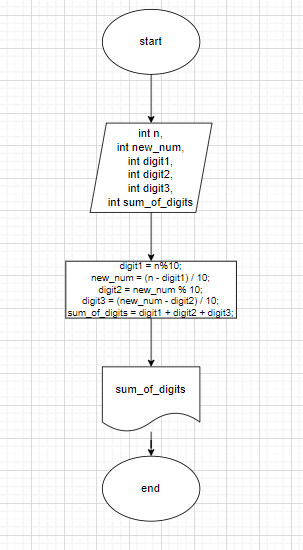 start
int n,
int new_num,
int digit1,
int digit2,
int digit3,
int sum_of_digits
digit1 = n%10;
new_num = (n - digit1) / 10;
digit2 = new_num % 10;
digit3 = (new_num - digit2) / 10;
sum_of_digits = digit1 + digit2 + digit3;
sum_of_digits
end